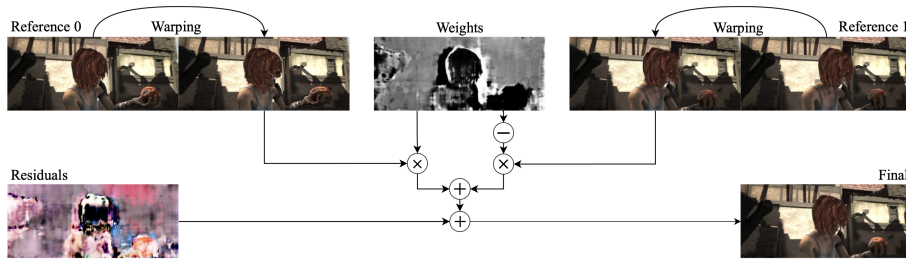 Reference 0
Warping
Weights
Warping
Reference 1
Residuals
Final